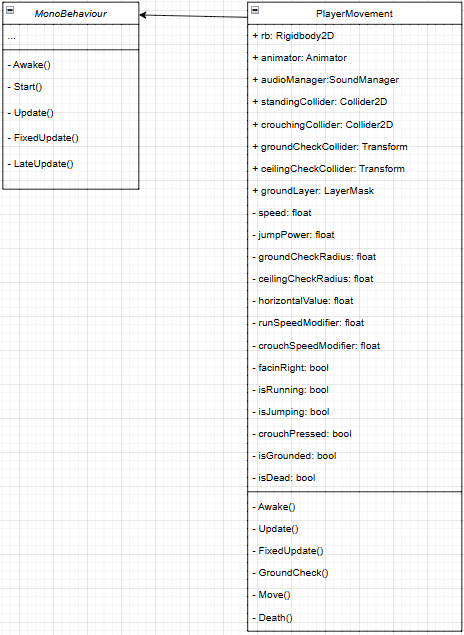 MonoBehaviour
...
- Awake()
- Start()
- Update()
- FixedUpdate()
- LateUpdate()
PlayerMovement
+ rb: Rigidbody2D
+ animator: Animator
+ audioManager:SoundManager
+ standingCollider: Collider2D
+ crouchingCollider: Collider2D
+ groundCheckCollider: Transform
+ ceilingCheckCollider: Transform
+ groundLayer: LayerMask
- speed: float
- jumpPower: float
- groundCheckRadius: float
- ceilingCheckRadius: float
- horizontalValue: float
- runSpeedModifier: float
- crouchSpeedModifier: float
- facinRight: bool
- isRunning: bool
- isJumping: bool
- crouchPressed: bool
- isGrounded: bool
- isDead: bool
- Awake()
- Update()
- FixedUpdate()
- GroundCheck()
- Move()
- Death()